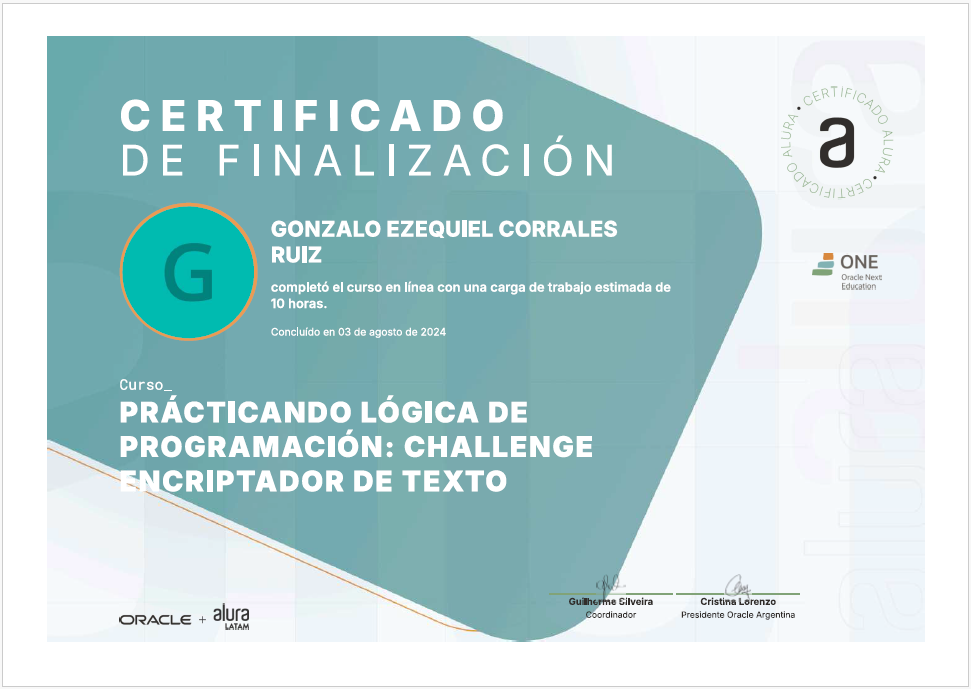 CERTIFICADO
DE FINALIZACIÓN
CERTIFICADO ALURA • CERTIFICADO ALURA •
a
G
GONZALO EZEQUIEL CORRALES
RUIZ
completó el curso en línea con una carga de trabajo estimada de
10 horas.
Concluído en 03 de agosto de 2024
ONE
Oracle Next
Education
Curso_
PRÁCTICANDO LÓGICA DE
PROGRAMACIÓN: CHALLENGE
ENCRIPTADOR DE TEXTO
alura
Guilherme Silveira
Coordinador
Cristina Lorenzo
Presidente Oracle Argentina
ORACLE + alura
LATAM